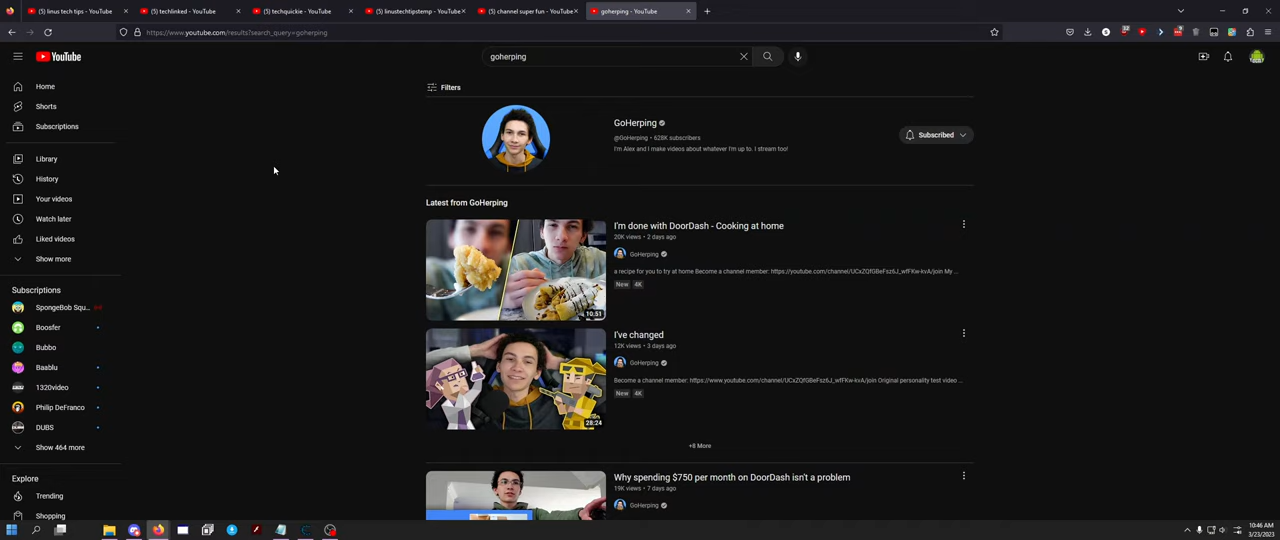 (5) linus tech tips - YouTube
(5) techlinked - YouTube
(5) techquickie - YouTube
(5) linustechtipstemp - YouTube
(5) channel super fun - YouTube
goherping - YouTube
https://www.youtube.com/results?search_query=goherping
YouTube
goherping
Home
Shorts
Subscriptions
Library
History
Your videos
Watch later
Liked videos
Show more
Subscriptions
SpongeBob Squ...
Boosfer
Bubbo
Baablu
1320video
Philip DeFranco
DUBS
Show 464 more
Explore
Trending
Shopping
Filters
GoHerping
@GoHerping • 628K subscribers
I'm Alex and I make videos about whatever I'm up to. I stream too!
Subscribed
Latest from GoHerping
10:51
I'm done with DoorDash - Cooking at home
20K views • 2 days ago
GoHerping
a recipe for you to try at home Become a channel member: https://youtube.com/channel/UCxZQfGBeFsz6J_wfFKw-kvA/join My ...
New 4K
28:24
I've changed
12K views • 3 days ago
GoHerping
Become a channel member: https://www.youtube.com/channel/UCxZQfGBeFsz6J_wfFKw-kvA/join Original personality test video ...
New 4K
+8 More
Why spending $750 per month on DoorDash isn't a problem
19K views • 7 days ago
GoHerping
10:46 AM
3/23/2023